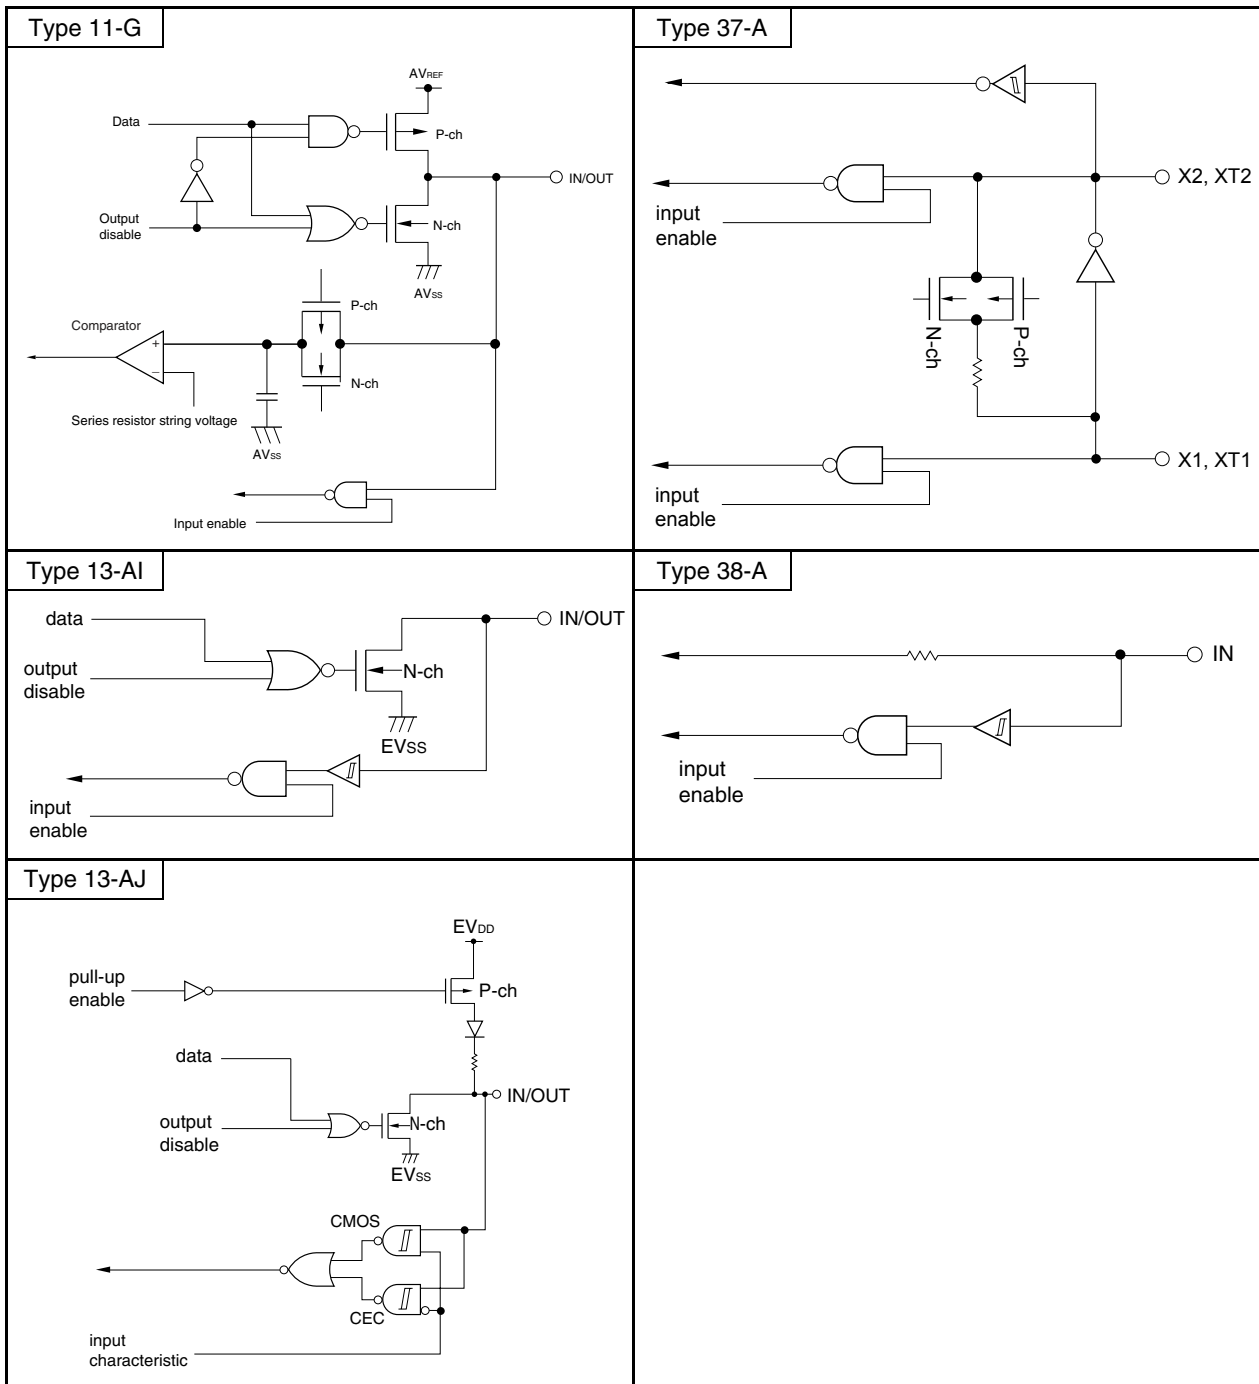 Type 11-G
AVREF
Data
P-ch
IN/OUT
Output
disable
N-ch
AVSS
P-ch
Comparator
+
−
N-ch
Series resistor string voltage
AVSS
Input enable
Type 37-A
X2, XT2
input
enable
N-ch
P-ch
X1, XT1
input
enable
Type 13-AI
data
IN/OUT
output
disable
N-ch
EVSS
input
enable
Type 38-A
IN
input
enable
Type 13-AJ
EVDD
pull-up
enable
P-ch
data
IN/OUT
output
disable
N-ch
EVSS
CMOS
CEC
input
characteristic